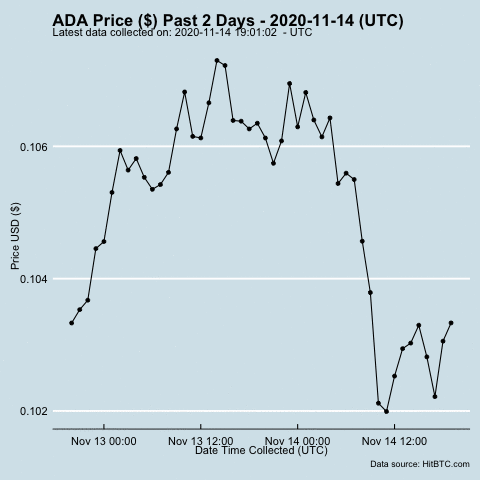 ADA Price ($) Past 2 Days - 2020-11-14 (UTC)
Latest data collected on: 2020-11-14 19:01:02  - UTC
0.106
0.104
0.102
Price USD ($)
Nov 13 00:00 Nov 13 12:00 Nov 14 00:00 Nov 14 12:00
Date Time Collected (UTC)
Data source: HitBTC.com